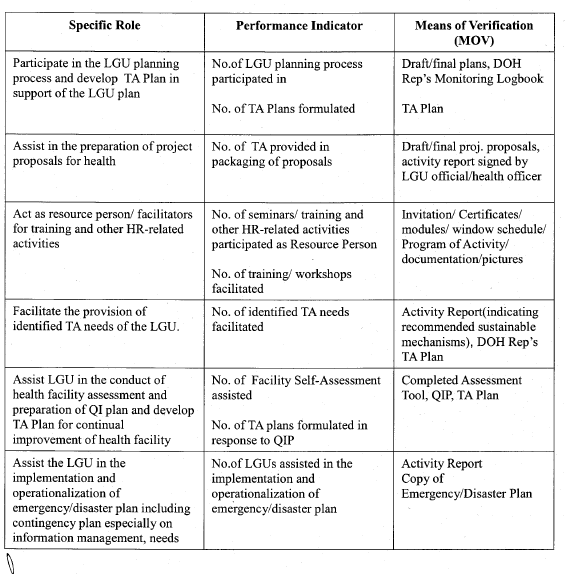 Specific Role
Performance Indicator
Means of Verification
(MOV)
Participate in the LGU planning
process and develop TA Plan in
support of the LGU plan
No.of LGU planning process
participated in
No. of TA Plans formulated
Draft/final plans, DOH
Rep's Monitoring Logbook
TA Plan
Assist in the preparation of project
proposals for health
No. of TA provided in
packaging of proposals
Draft/final proj. proposals,
activity report signed by
LGU official/health officer
Act as resource person/ facilitators
for training and other HR-related
activities
No. of seminars/ training and
other HR-related activities
participated as Resource Person
No. of training/ workshops
facilitated
Invitation/ Certificates/
modules/ window schedule/
Program of Activity/
documentation/pictures
Facilitate the provision of
identified TA needs of the LGU.
No. of identified TA needs
facilitated
Activity Report(indicating
recommended sustainable
mechanisms), DOH Rep's
TA Plan
Assist LGU in the conduct of
health facility assessment and
preparation of QI plan and develop
TA Plan for continual
improvement of health facility
No. of Facility Self-Assessment
assisted
No. of TA plans formulated in
response to QIP
Completed Assessment
Tool, QIP, TA Plan
Assist the LGU in the
implementation and
operationalization of
emergency/disaster plan including
contingency plan especially on
information management, needs
No.of LGUs assisted in the
implementation and
operationalization of
emergency/disaster plan
Activity Report
Copy of
Emergency/Disaster Plan